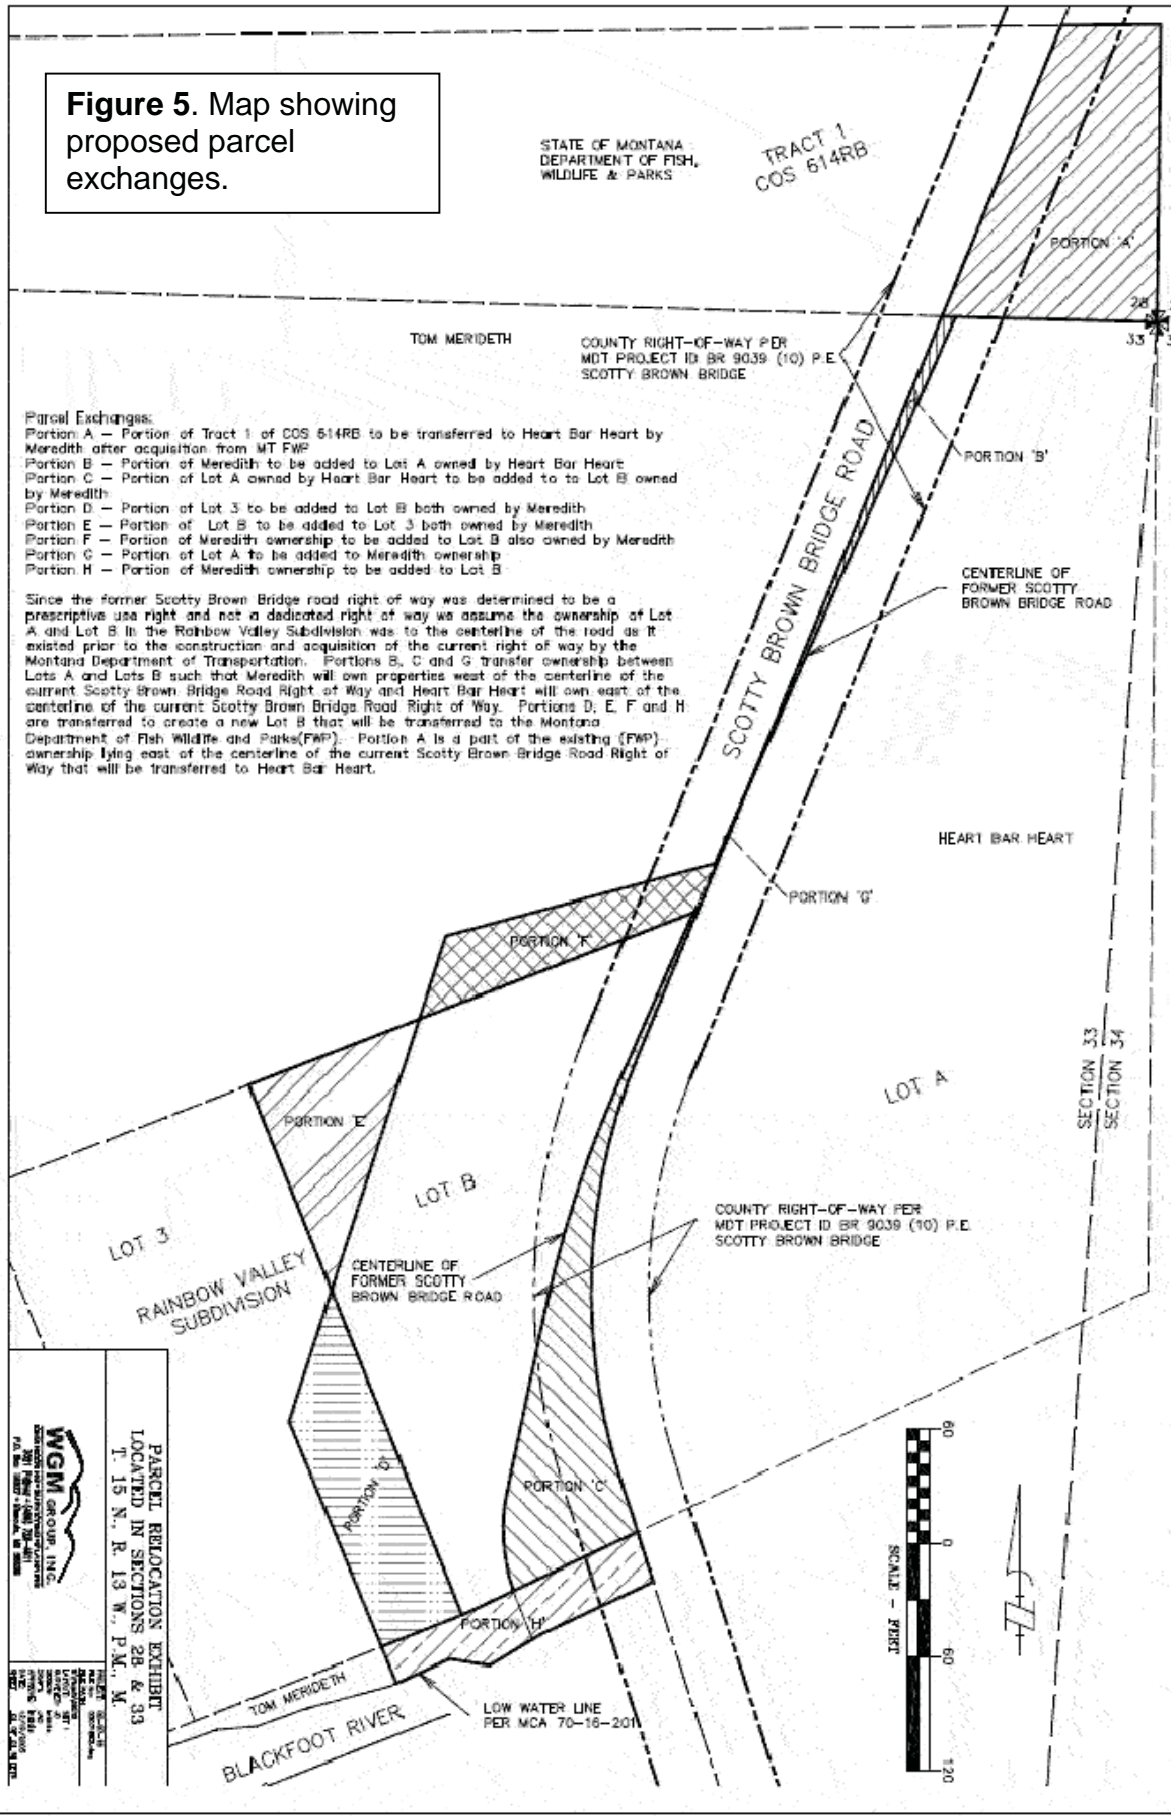 Figure 5. Map showing
proposed parcel
exchanges.
STATE OF MONTANA
DEPARTMENT OF FISH,
WILDLIFE & PARKS
TRACT 1
COS 614RB
PORTION 'A'
28
33
TOM MERIDETH
COUNTY RIGHT-OF-WAY PER
MDT PROJECT ID BR 9039 (10) P.E.
SCOTTY BROWN BRIDGE
Parcel Exchanges:
Portion A — Portion of Tract 1 of COS 614RB to be transferred to Heart Bar Heart by
Meredith after acquisition from MT FWP
Portion B — Portion of Meredith to be added to Lot A owned by Heart Bar Heart
Portion C — Portion of Lot A owned by Heart Bar Heart to be added to to Lot B owned
by Meredith
Portion D — Portion of Lot 3 to be added to Lot B both owned by Meredith
Portion E — Portion of Lot B to be added to Lot 3 both owned by Meredith
Portion F — Portion of Meredith ownership to be added to Lot B also owned by Meredith
Portion G — Portion of Lot A to be added to Meredith ownership
Portion H — Portion of Meredith ownership to be added to Lot B
Since the former Scotty Brown Bridge road right of way was determined to be a
prescriptive use right and not a dedicated right of way we assume the ownership of Lot
A and Lot B in the Rainbow Valley Subdivision was to the centerline of the road as it
existed prior to the construction and acquisition of the current right of way by the
Montana Department of Transportation. Portions B, C and G transfer ownership between
Lots A and Lots B such that Meredith will own properties west of the centerline of the
current Scotty Brown Bridge Road Right of Way and Heart Bar Heart will own east of the
centerline of the current Scotty Brown Bridge Road Right of Way. Portions D, E, F and H
are transferred to create a new Lot B that will be transferred to the Montana
Department of Fish Wildlife and Parks(FWP). Portion A is a part of the existing (FWP)
ownership lying east of the centerline of the current Scotty Brown Bridge Road Right of
Way that will be transferred to Heart Bar Heart.
SCOTTY BROWN BRIDGE ROAD
PORTION 'B'
CENTERLINE OF
FORMER SCOTTY
BROWN BRIDGE ROAD
HEART BAR HEART
PORTION 'G'
PORTION 'F'
SECTION 33
SECTION 34
LOT A
PORTION 'E'
LOT B
COUNTY RIGHT-OF-WAY PER
MDT PROJECT ID BR 9039 (10) P.E.
SCOTTY BROWN BRIDGE
LOT 3
RAINBOW VALLEY
SUBDIVISION
CENTERLINE OF
FORMER SCOTTY
BROWN BRIDGE ROAD
PORTION 'D'
PORTION 'C'
PORTION 'H'
TOM MERIDETH
LOW WATER LINE
PER MCA 70-16-201
BLACKFOOT RIVER
60
0
60
120
SCALE - FEET
PARCEL RELOCATION EXHIBIT
LOCATED IN SECTIONS 28 & 33
T. 15 N., R. 13 W., P.M., M.
WGM GROUP, INC.